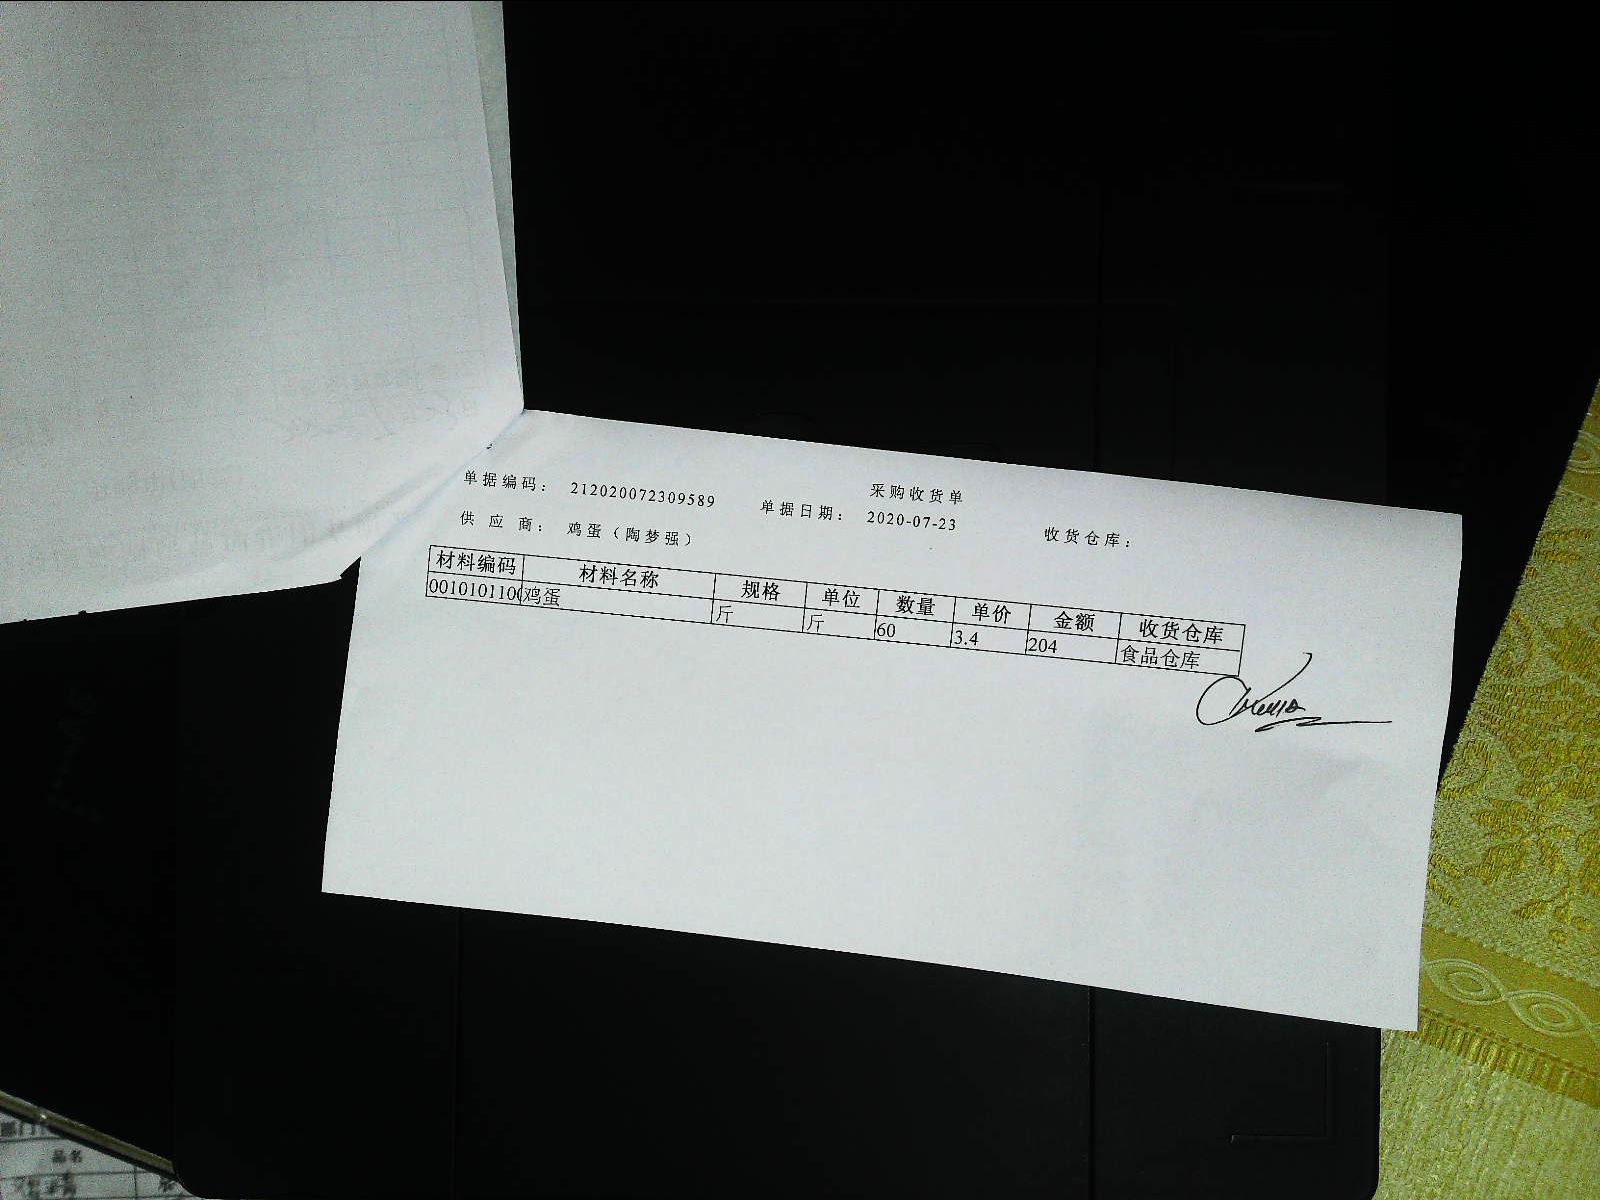 采购收货单
单据编码： 212020072309589 单据日期： 2020-07-23 收货仓库：
供应商： 鸡蛋（陶梦强）
材料编码 材料名称 规格 单位 数量 单价 金额 收货仓库
0010101100 鸡蛋 斤 斤 60 3.4 204 食品仓库
品名